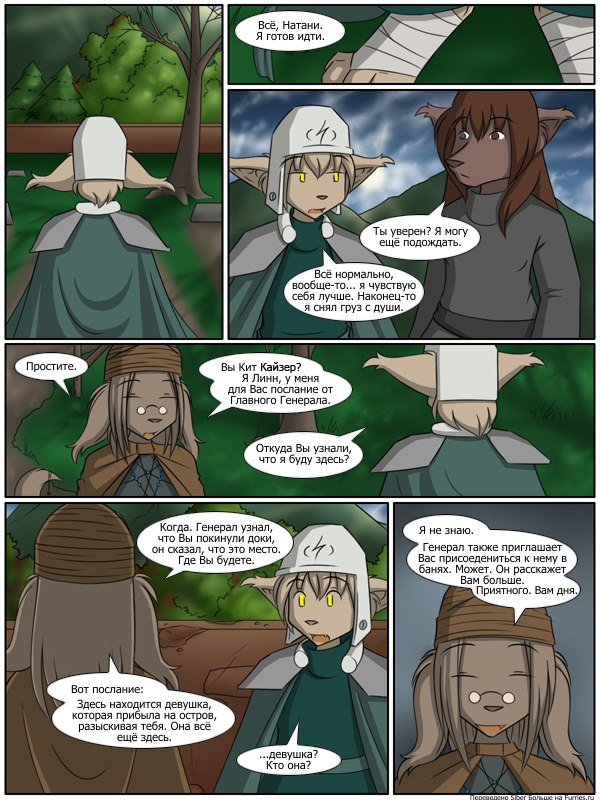 Всё, Натани.
Я готов идти.
Ты уверен? Я могу
ещё подождать.
Всё нормально,
вообще-то... я чувствую
себя лучше. Наконец-то
я снял груз с души.
Простите.
Вы Кит Кайзер?
Я Линн, у меня
для Вас послание от
Главного Генерала.
Откуда Вы узнали,
что я буду здесь?
Когда. Генерал узнал,
что Вы покинули доки,
он сказал, что это место.
Где Вы будете.
Вот послание:
Здесь находится девушка,
которая прибыла на остров,
разыскивая тебя. Она всё
ещё здесь.
...девушка?
Кто она?
Я не знаю.
Генерал также приглашает
Вас присоедениться к нему в
банях. Может. Он расскажет
Вам больше.
Приятного. Вам дня.
Переведено Siber Больше на Furries.ru